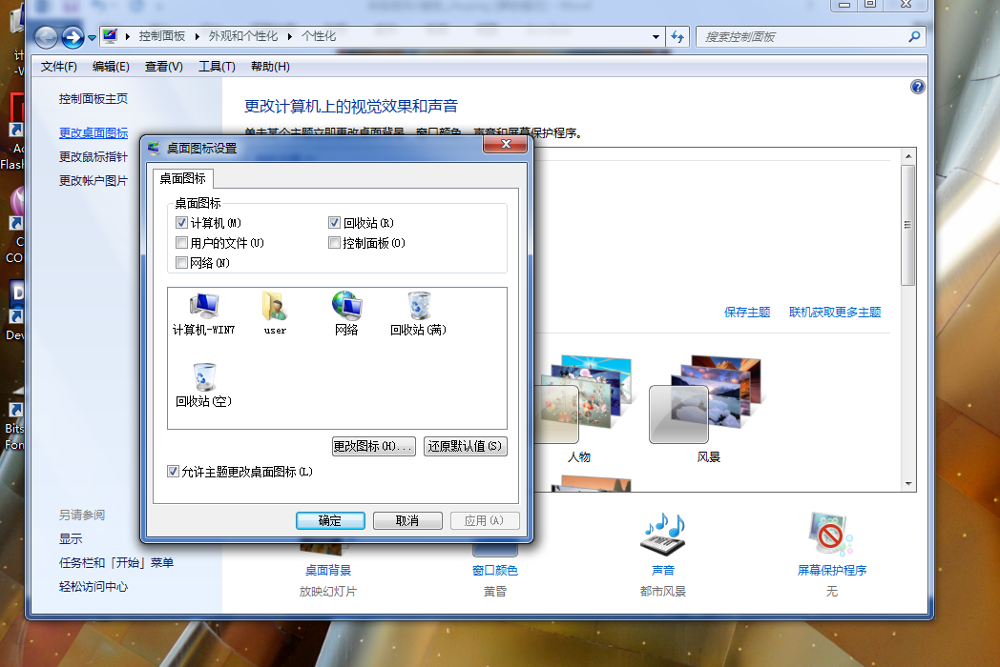 控制面板 ▸ 外观和个性化 ▸ 个性化
搜索控制面板
文件(F) 编辑(E) 查看(V) 工具(T) 帮助(H)
控制面板主页
更改桌面图标
更改鼠标指针
更改帐户图片
更改计算机上的视觉效果和声音
单击某个主题立即更改桌面背景、窗口颜色、声音和屏幕保护程序。
桌面图标设置
桌面图标
桌面图标
计算机(M) 回收站(R)
用户的文件(U) 控制面板(O)
网络(N)
计算机-WIN7 user 网络 回收站(满)
回收站(空)
更改图标(H)... 还原默认值(S)
允许主题更改桌面图标(L)
确定 取消 应用(A)
保存主题 联机获取更多主题
人物 风景
另请参阅
显示
任务栏和「开始」菜单
轻松访问中心
桌面背景 窗口颜色 声音 屏幕保护程序
放映幻灯片 黄昏 都市风景 无
计
-W
Flash
CO
Dev
Bits
Fon